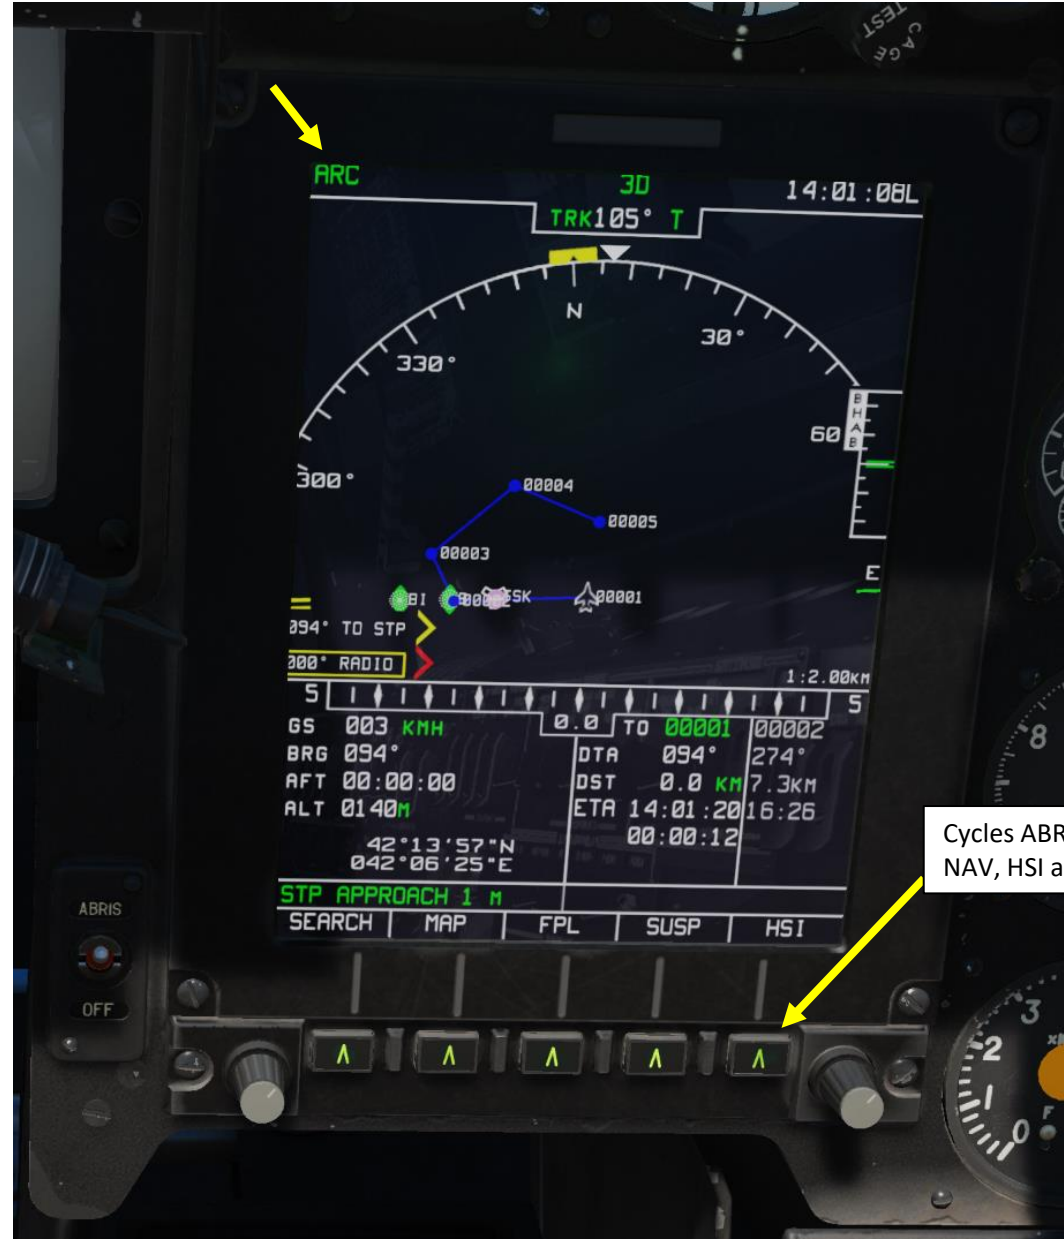 TEST
CAGE
ARC
3D
14:01:08L
TRK105° T
N
30°
330°
60
300°
BHAB
00004
00005
00003
E
BI
00001
094° TO STP
000° RADIO
1:2.00KM
S
S
0.0
GS 003 KMH
TO 00001 00002
BRG 094°
DTA 094° 274°
AFT 00:00:00
DST 0.0 KM 7.3KM
ALT 0140M
ETA 14:01:20 16:26
00:00:12
42°13'57"N
042°06'25"E
STP APPROACH 1 M
SEARCH MAP FPL SUSP HSI
8
Cycles ABR
NAV, HSI a
ABRIS
OFF
3
2
1
0
F